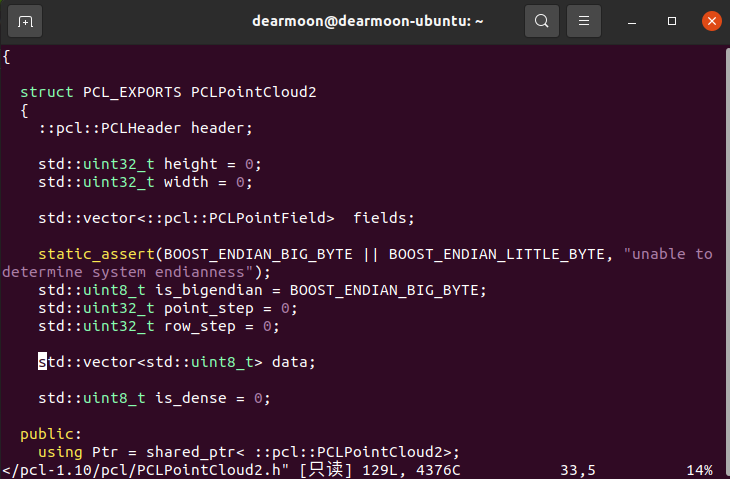 dearmoon@dearmoon-ubuntu: ~
{
struct PCL_EXPORTS PCLPointCloud2
{
::pcl::PCLHeader header;
std::uint32_t height = 0;
std::uint32_t width = 0;
std::vector<::pcl::PCLPointField>  fields;
static_assert(BOOST_ENDIAN_BIG_BYTE || BOOST_ENDIAN_LITTLE_BYTE, "unable to
determine system endianness");
std::uint8_t is_bigendian = BOOST_ENDIAN_BIG_BYTE;
std::uint32_t point_step = 0;
std::uint32_t row_step = 0;
std::vector<std::uint8_t> data;
std::uint8_t is_dense = 0;
public:
using Ptr = shared_ptr< ::pcl::PCLPointCloud2>;
</pcl-1.10/pcl/PCLPointCloud2.h" [只读] 129L, 4376C 33,5 14%